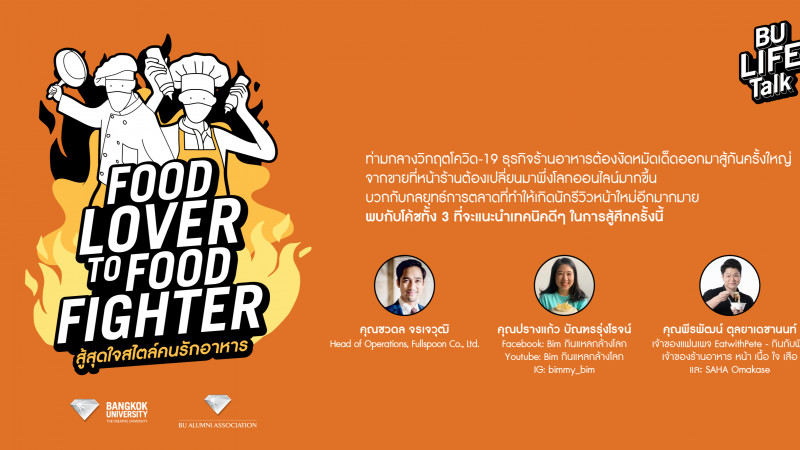 BU
LIFE
Talk
FOOD
LOVER
TO FOOD
FIGHTER
สู้สุดใจสไตล์คนรักอาหาร
ท่ามกลางวิกฤตโควิด-19 ธุรกิจร้านอาหารต้องงัดหมัดเด็ดออกมาสู้กันครั้งใหญ่
จากขายที่หน้าร้านต้องเปลี่ยนมาพึ่งโลกออนไลน์มากขึ้น
บวกกับกลยุทธ์การตลาดที่ทำให้เกิดนักรีวิวหน้าใหม่อีกมากมาย
พบกับโค้ชทั้ง 3 ที่จะแนะนำเทคนิคดีๆ ในการสู้ศึกครั้งนี้
คุณชวดล จรเจวุฒิ
Head of Operations, Fullspoon Co., Ltd.
คุณปรางแก้ว บัณฑรรุ่งโรจน์
Facebook: Bim กินแหลกล้างโลก
Youtube: Bim กินแหลกล้างโลก
IG: bimmy_bim
คุณพีรพัฒน์ ตุลยาเดชานนท์
เจ้าของแฟนเพจ EatwithPete - กินกับพี
เจ้าของร้านอาหาร หน้า เนื้อ ใจ เสือ
และ SAHA Omakase
BANGKOK
UNIVERSITY
THE CREATIVE UNIVERSITY
BU ALUMNI ASSOCIATION